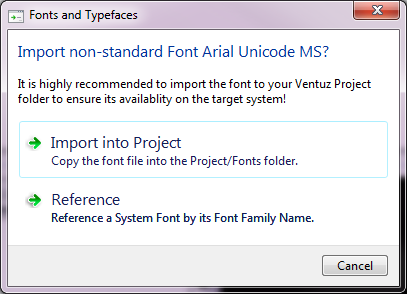 Fonts and Typefaces
Import non-standard Font Arial Unicode MS?
It is highly recommended to import the font to your Ventuz Project
folder to ensure its availablity on the target system!
Import into Project
Copy the font file into the Project/Fonts folder.
Reference
Reference a System Font by its Font Family Name.
Cancel